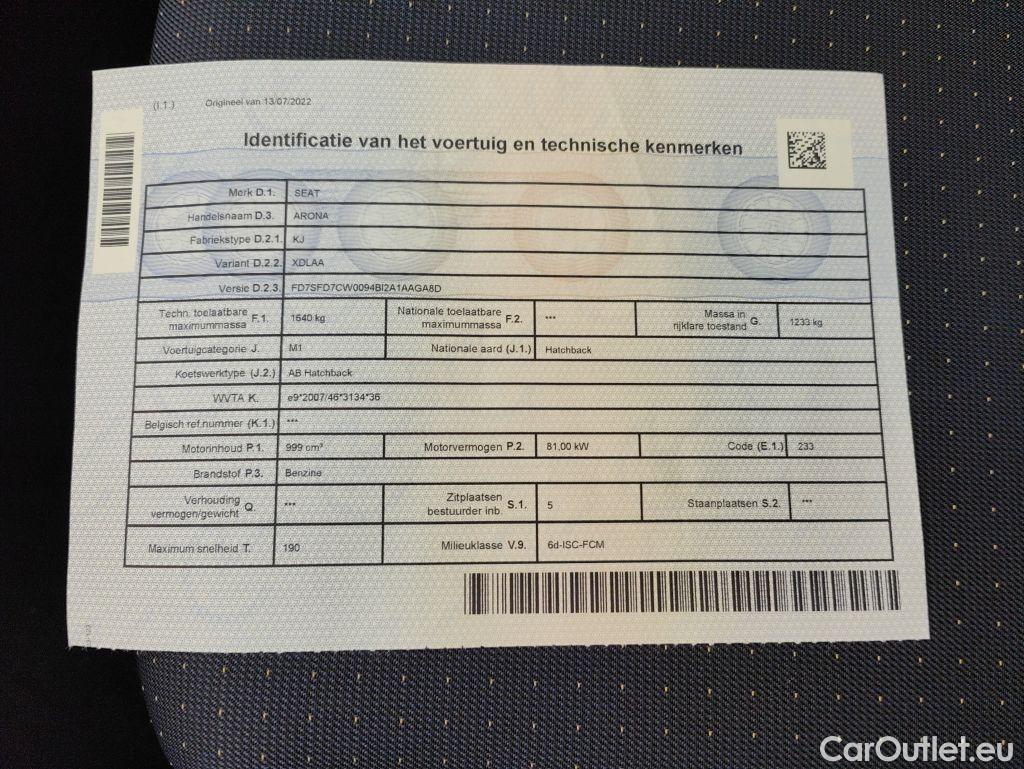 (I.1.) Origineel van 13/07/2022
Identificatie van het voertuig en technische kenmerken
Merk D.1. SEAT
Handelsnaam D.3. ARONA
Fabriekstype D.2.1. KJ
Variant D.2.2. XDLAA
Versie D.2.3. FD7SFD7CW0094BI2A1AAGA8D
Techn. toelaatbare maximummassa F.1. 1640 kg Nationale toelaatbare maximummassa F.2. *** Massa in rijklare toestand G. 1233 kg
Voertuigcategorie J. M1 Nationale aard (J.1.) Hatchback
Koetswerktype (J.2.) AB Hatchback
WVTA K. e9*2007/46*3134*36
Belgisch ref.nummer (K.1.) ***
Motorinhoud P.1. 999 cm³ Motorvermogen P.2. 81,00 kW Code (E.1.) 233
Brandstof P.3. Benzine
Verhouding vermogen/gewicht Q. *** Zitplaatsen bestuurder inb. S.1. 5 Staanplaatsen S.2. ***
Maximum snelheid T. 190 Milieuklasse V.9. 6d-ISC-FCM
CarOutlet.eu